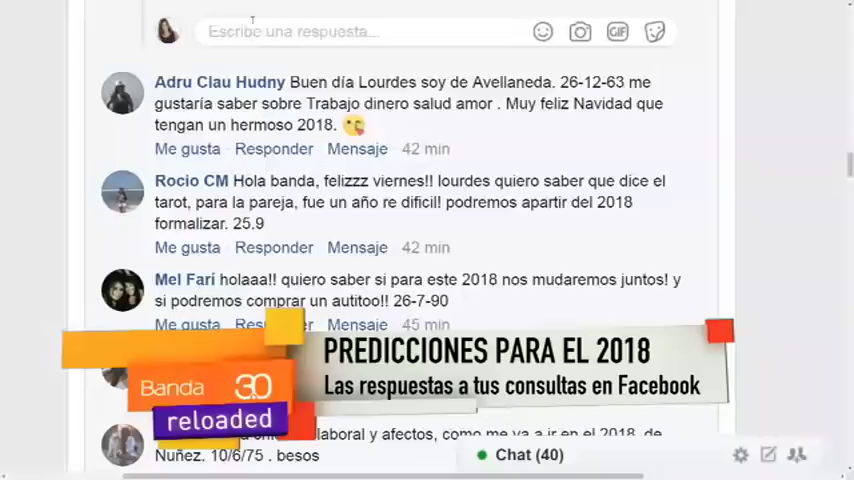 Escribe una respuesta...
GIF
Adru Clau Hudny Buen día Lourdes soy de Avellaneda. 26-12-63 me
gustaría saber sobre Trabajo dinero salud amor . Muy feliz Navidad que
tengan un hermoso 2018.
Me gusta · Responder · Mensaje · 42 min
Rocio CM Hola banda, felizzz viernes!! lourdes quiero saber que dice el
tarot, para la pareja, fue un año re dificil! podremos apartir del 2018
formalizar. 25.9
Me gusta · Responder · Mensaje · 42 min
Mel Farí holaaa!! quiero saber si para este 2018 nos mudaremos juntos! y
si podremos comprar un autitoo!! 26-7-90
Me gusta · Mensaje · 45 min
PREDICCIONES PARA EL 2018
Las respuestas a tus consultas en Facebook
Banda 3.0
reloaded
laboral y afectos, como me va a ir en el 2018, de
Nuñez. 10/6/75 . besos
Chat (40)